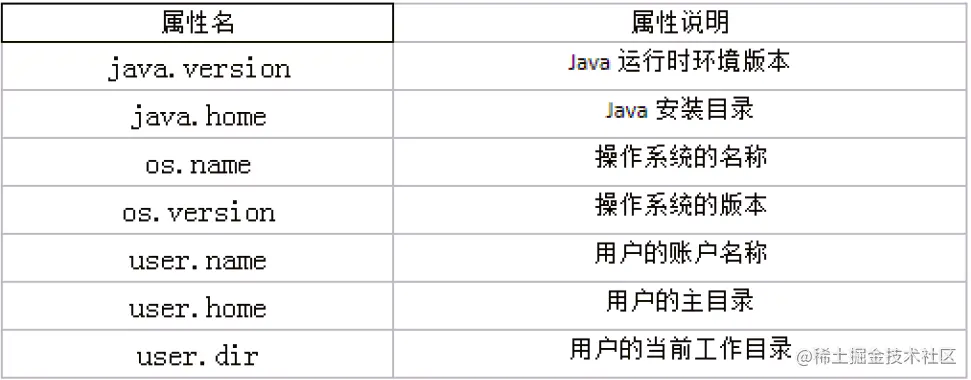 属性名 属性说明
java.version Java 运行时环境版本
java.home Java 安装目录
os.name 操作系统的名称
os.version 操作系统的版本
user.name 用户的账户名称
user.home 用户的主目录
user.dir 用户的当前工作目录
@稀土掘金技术社区